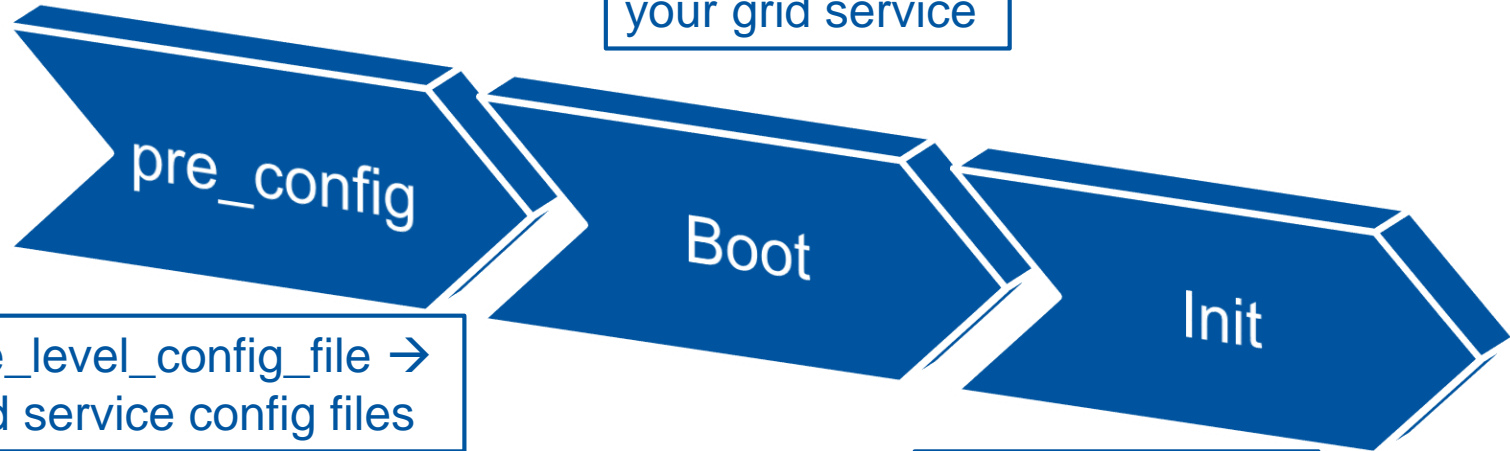 your grid service
pre_config
Boot
Init
e_level_config_file →
d service config files